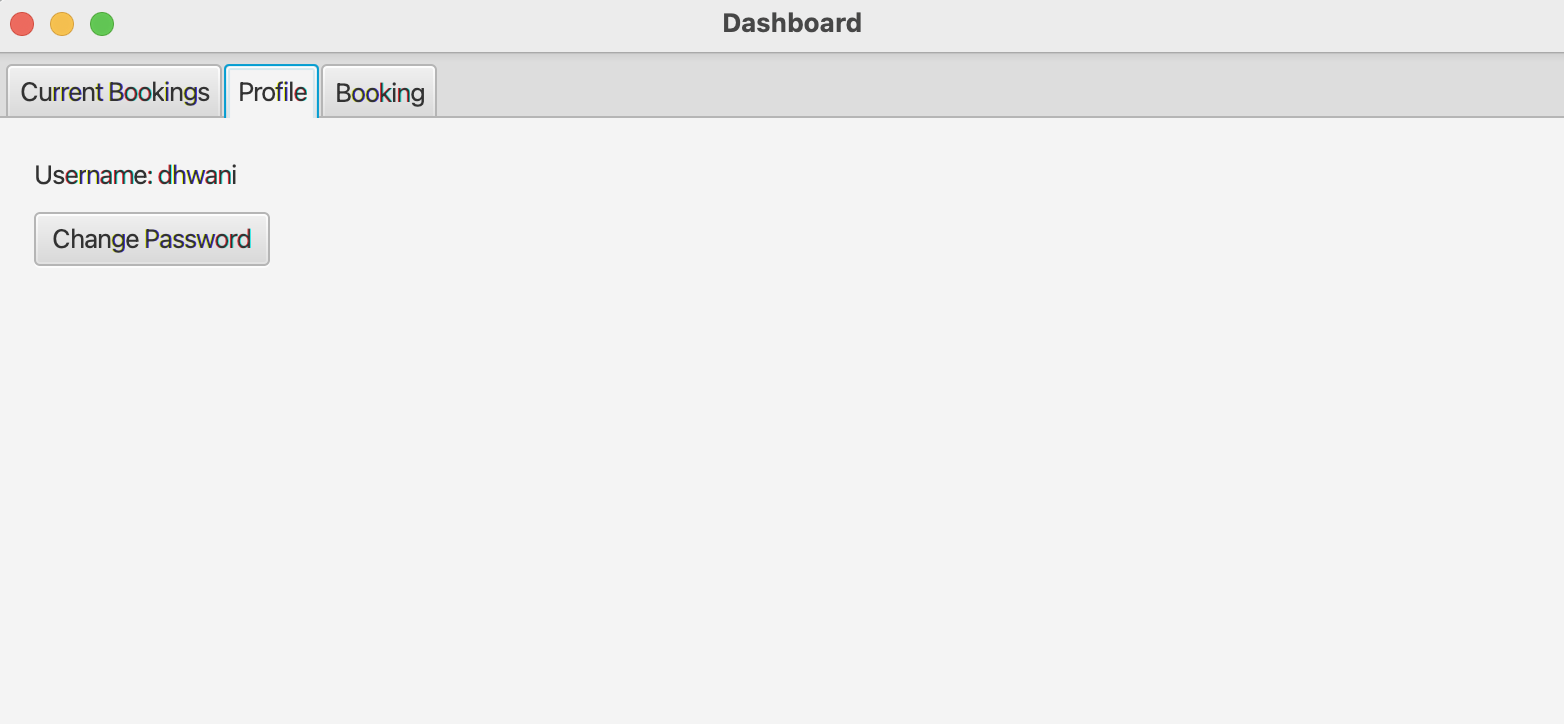 Dashboard
Current Bookings Profile Booking
Username: dhwani
Change Password